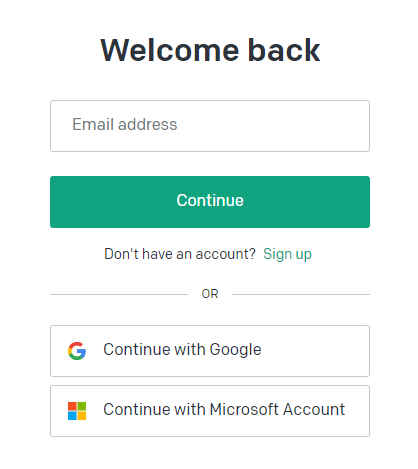 Welcome back
Email address
Continue
Don't have an account? Sign up
OR
Continue with Google
Continue with Microsoft Account